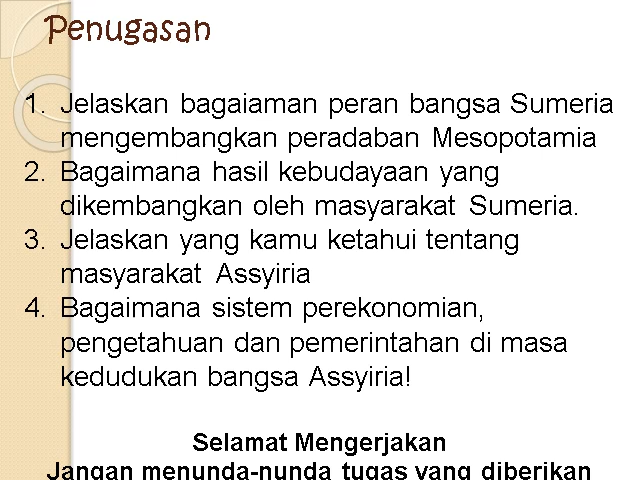 Penugasan
1. Jelaskan bagaiaman peran bangsa Sumeria
mengembangkan peradaban Mesopotamia
2. Bagaimana hasil kebudayaan yang
dikembangkan oleh masyarakat Sumeria.
3. Jelaskan yang kamu ketahui tentang
masyarakat Assyiria
4. Bagaimana sistem perekonomian,
pengetahuan dan pemerintahan di masa
kedudukan bangsa Assyiria!
Selamat Mengerjakan
Jangan menunda-nunda tugas yang diberikan